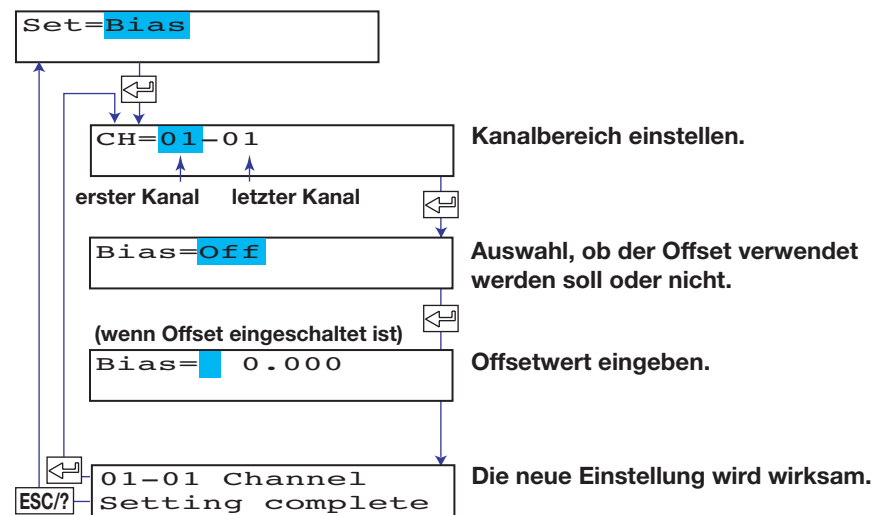 Set=Bias
CH=01-01
Kanalbereich einstellen.
erster Kanal letzter Kanal
Bias=Off
Auswahl, ob der Offset verwendet
werden soll oder nicht.
(wenn Offset eingeschaltet ist)
Bias= 0.000
Offsetwert eingeben.
01-01 Channel
Die neue Einstellung wird wirksam.
ESC/?
Setting complete